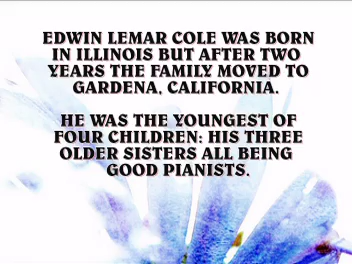 EDWIN LEMAR COLE WAS BORN
IN ILLINOIS BUT AFTER TWO
YEARS THE FAMILY MOVED TO
GARDENA, CALIFORNIA.
HE WAS THE YOUNGEST OF
FOUR CHILDREN; HIS THREE
OLDER SISTERS ALL BEING
GOOD PIANISTS.